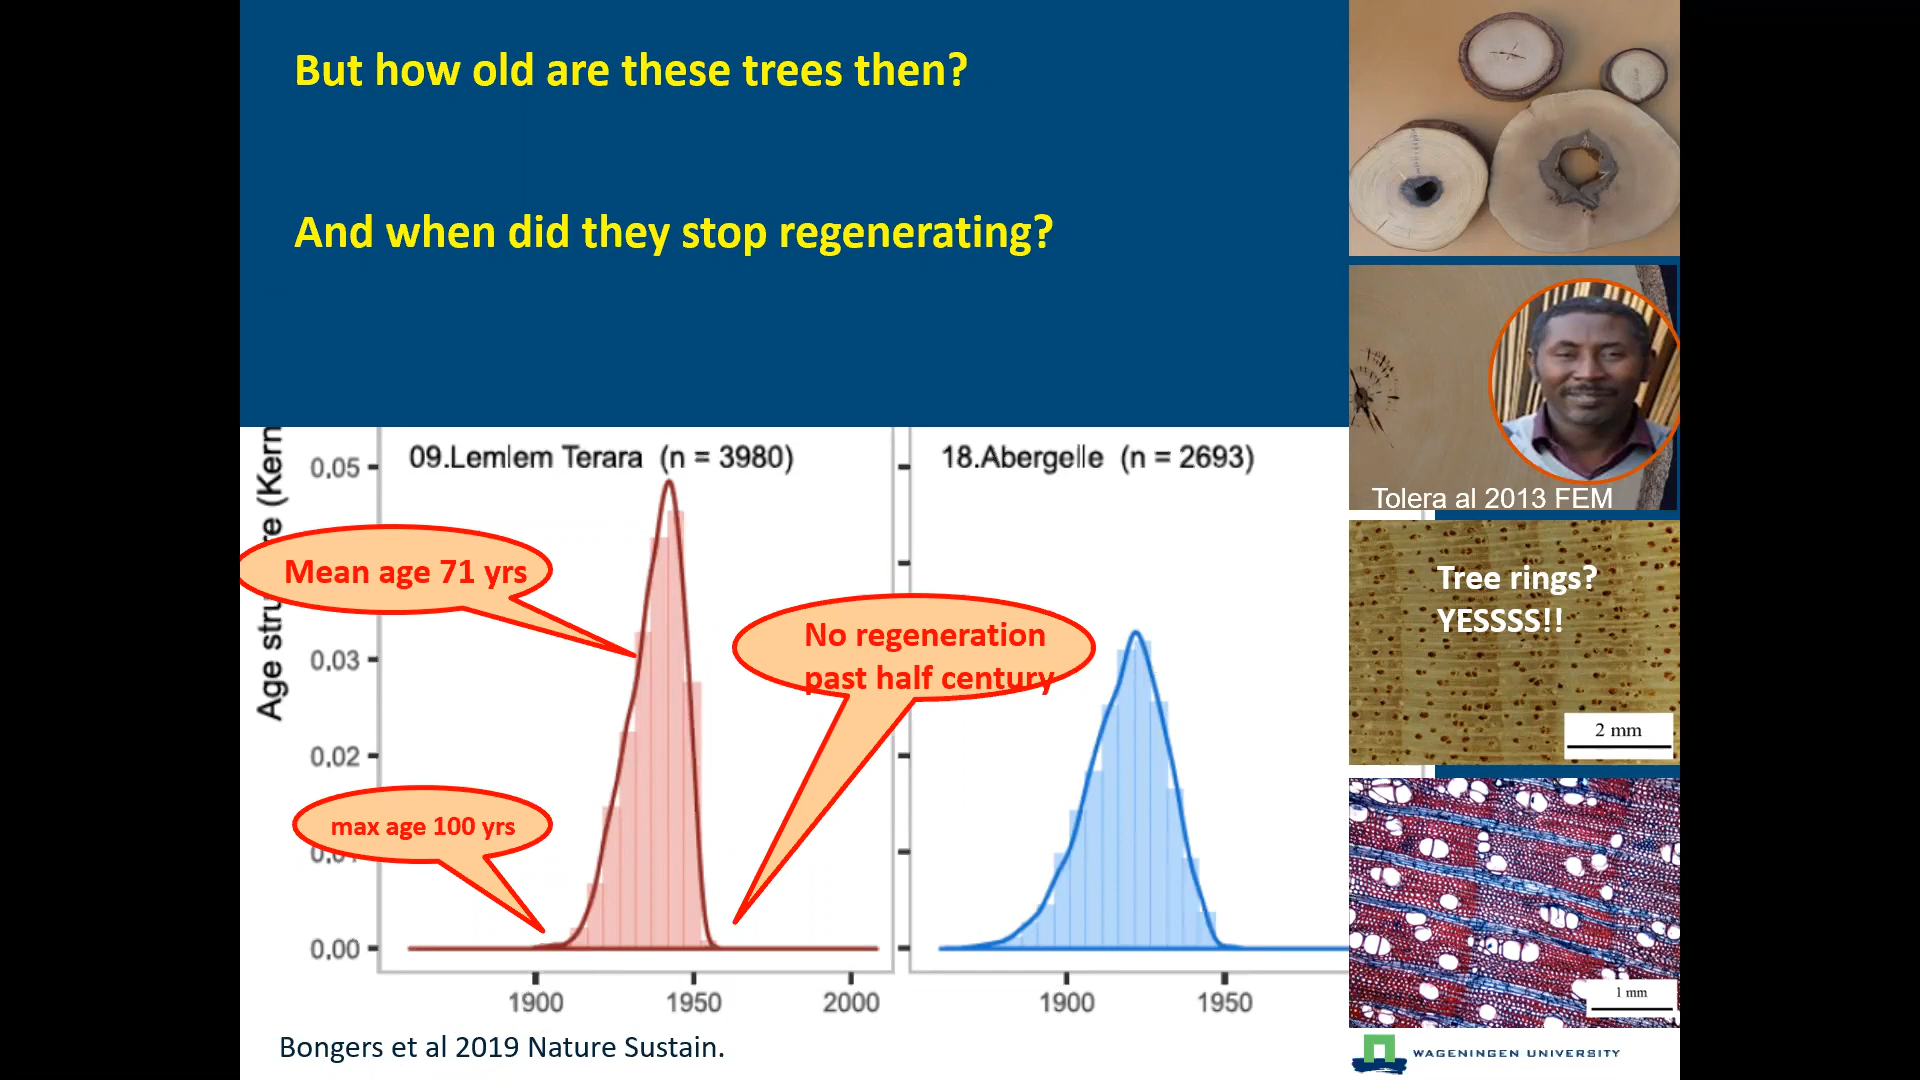 But how old are these trees then?
And when did they stop regenerating?
09.Lemlem Terara (n = 3980)
18.Abergelle (n = 2693)
0.05
0.03
0.02
0.00
Mean age 71 yrs
No regeneration
past half century
max age 100 yrs
1900
1950
2000
1900
1950
Bongers et al 2019 Nature Sustain.
Tolera al 2013 FEM
Tree rings?
YESSSS!!
2 mm
1 mm
WAGENINGEN UNIVERSITY